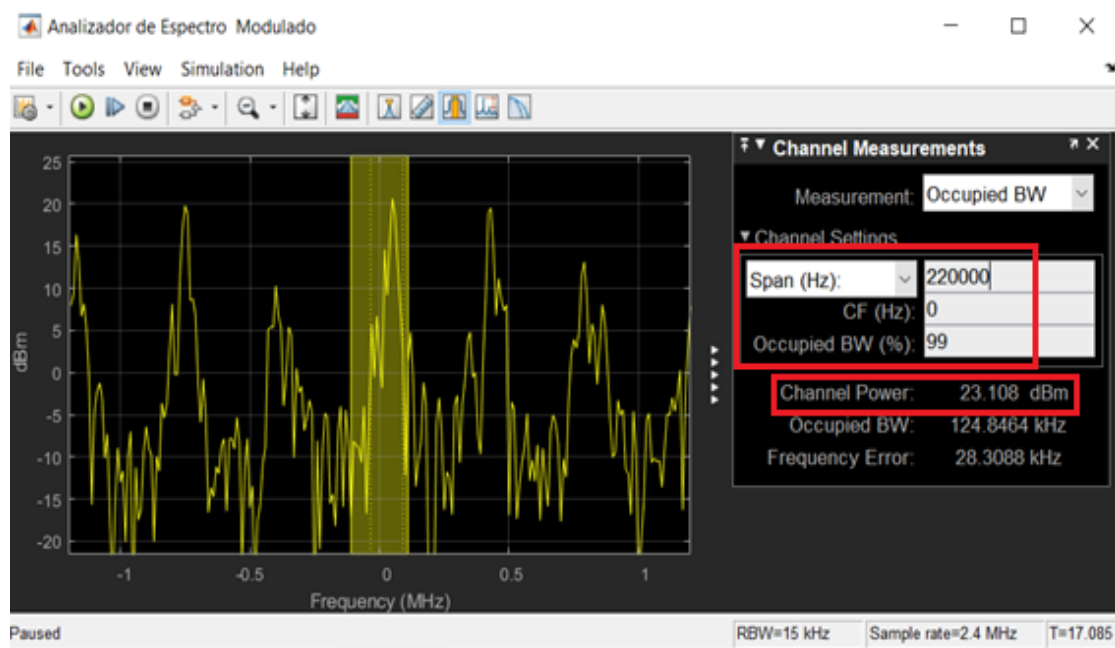 Analizador de Espectro  Modulado
File Tools View Simulation Help
25
20
15
10
5
0
-5
-10
-15
-20
dBm
-1 -0.5 0 0.5 1
Frequency (MHz)
Channel Measurements
Measurement: Occupied BW
Channel Settings
Span (Hz): 220000
CF (Hz): 0
Occupied BW (%): 99
Channel Power: 23.108 dBm
Occupied BW: 124.8464 kHz
Frequency Error: 28.3088 kHz
Paused RBW=15 kHz Sample rate=2.4 MHz T=17.085